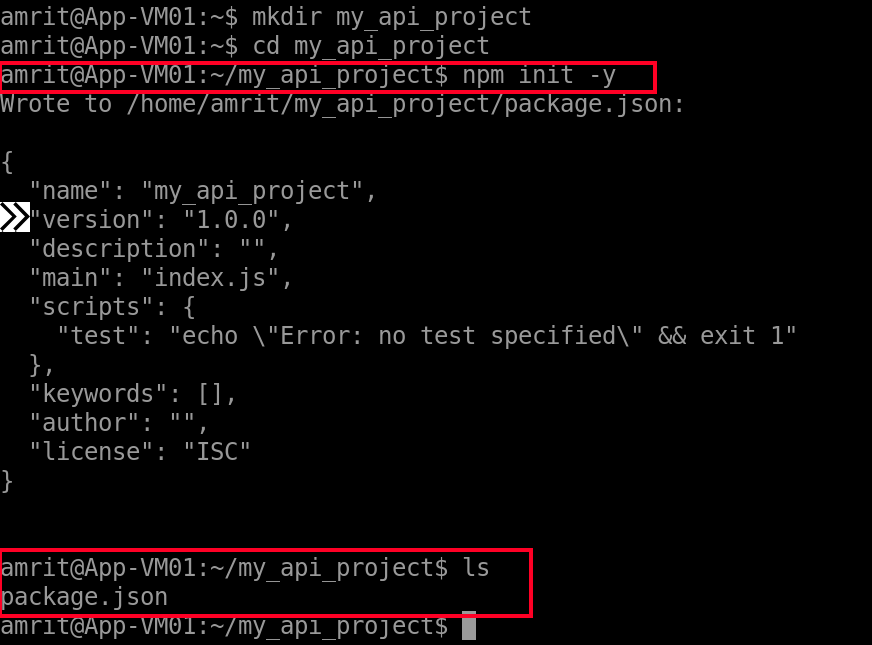 amrit@App-VM01:~$ mkdir my_api_project
amrit@App-VM01:~$ cd my_api_project
amrit@App-VM01:~/my_api_project$ npm init -y
Wrote to /home/amrit/my_api_project/package.json:
{
  "name": "my_api_project",
  "version": "1.0.0",
  "description": "",
  "main": "index.js",
  "scripts": {
    "test": "echo \"Error: no test specified\" && exit 1"
  },
  "keywords": [],
  "author": "",
  "license": "ISC"
}
amrit@App-VM01:~/my_api_project$ ls
package.json
amrit@App-VM01:~/my_api_project$